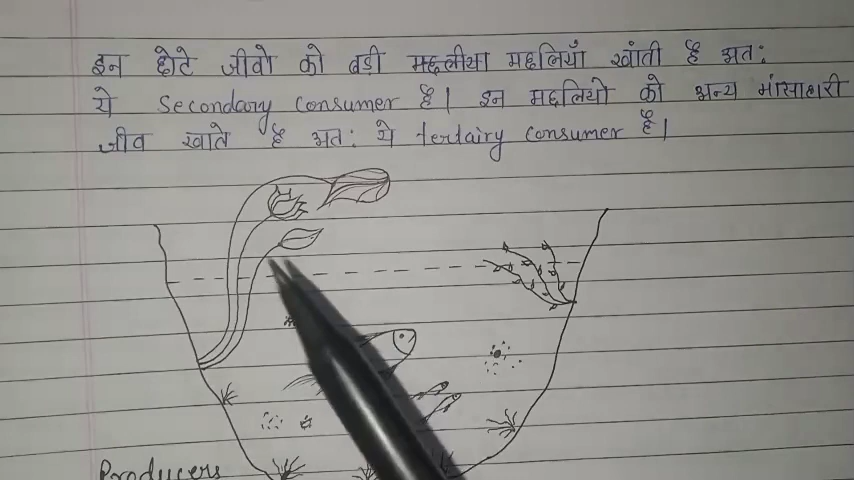 इन छोटे जीवो को बड़ी मछलीया मछलियाँ खाती है अत:
ये Secondary consumer है। इन मछलियो को अन्य मांसाहारी
जीव खाते है अत: ये tertairy consumer है।
Producers